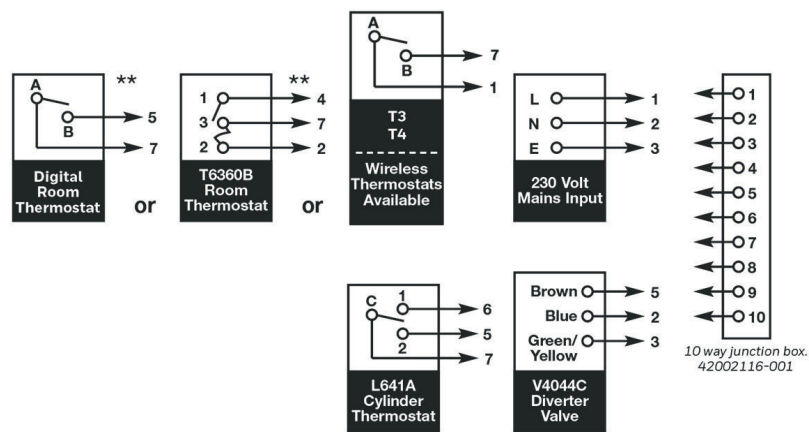 A
B
**
5
7
Digital
Room
Thermostat
or
**
1
3
2
4
7
2
T6360B
Room
Thermostat
or
A
B
7
1
T3
T4
Wireless
Thermostats
Available
L 1
N 2
E 3
230 Volt
Mains Input
1
2
3
4
5
6
7
8
9
10
10 way junction box.
42002116-001
C
1
2
6
5
7
L641A
Cylinder
Thermostat
Brown 5
Blue 2
Green/
Yellow 3
V4044C
Diverter
Valve